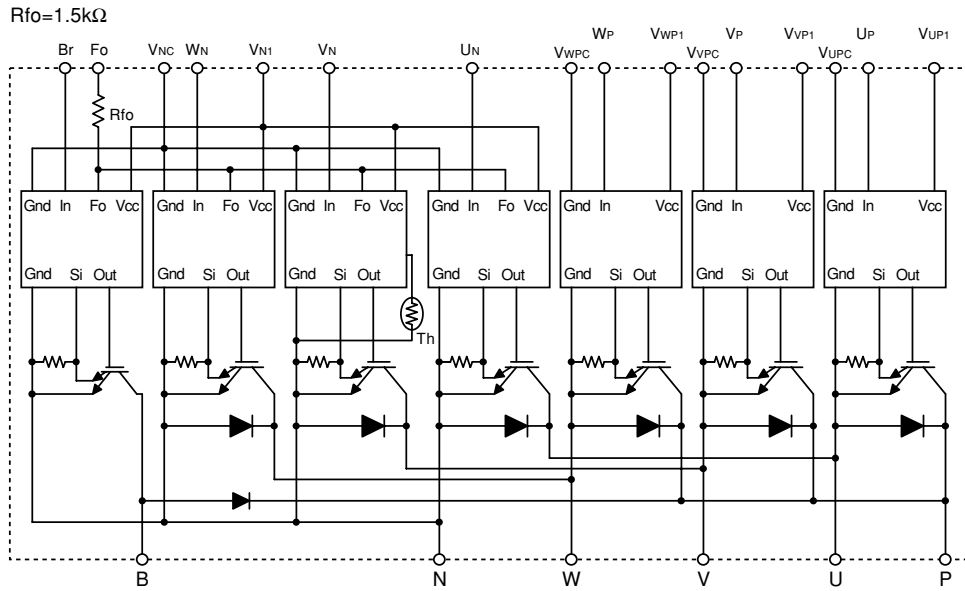 Rfo=1.5kΩ
Br Fo VNC WN VN1 VN UN VWPC WP VWP1 VVPC VP VVP1 VUPC UP VUP1
Rfo
Gnd In Fo Vcc Gnd In Fo Vcc Gnd In Fo Vcc Gnd In Fo Vcc Gnd In Vcc Gnd In Vcc Gnd In Vcc
Gnd Si Out Gnd Si Out Gnd Si Out Gnd Si Out Gnd Si Out Gnd Si Out Gnd Si Out
Th
B N W V U P